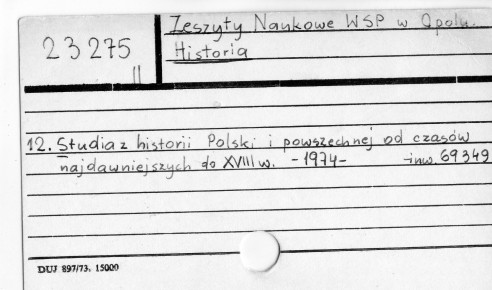 Zeszyty Naukowe WSP w Opolu.
23275
Historia
II
12. Studia z historii Polski i powszechnej od czasów
najdawniejszych do XVIII w. -1974- -inw. 69349
DUJ 897/73. 15000